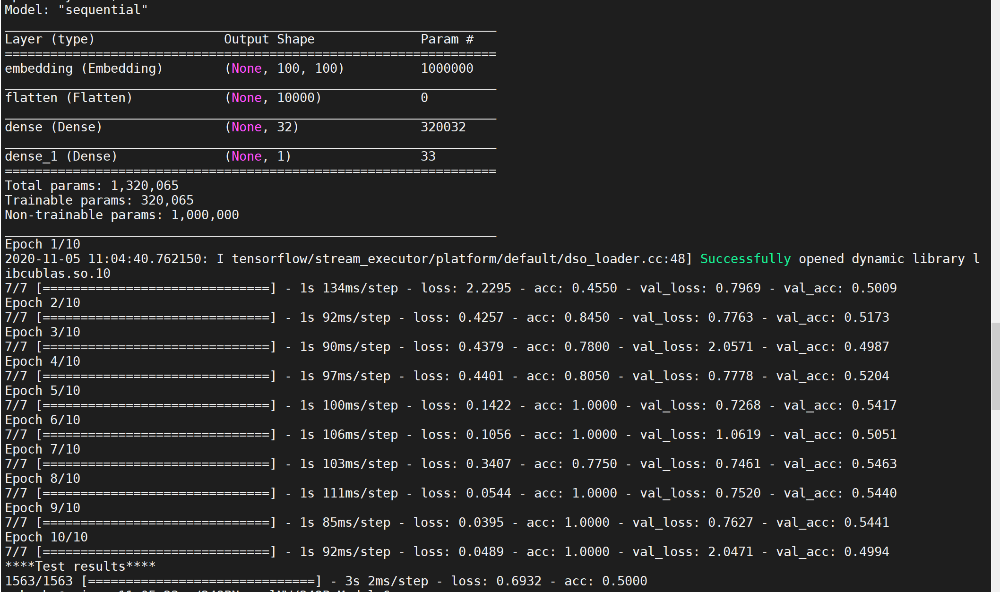 Model: "sequential"
Layer (type) Output Shape Param #
embedding (Embedding) (None, 100, 100) 1000000
flatten (Flatten) (None, 10000) 0
dense (Dense) (None, 32) 320032
dense_1 (Dense) (None, 1) 33
Total params: 1,320,065
Trainable params: 320,065
Non-trainable params: 1,000,000
Epoch 1/10
2020-11-05 11:04:40.762150: I tensorflow/stream_executor/platform/default/dso_loader.cc:48] Successfully opened dynamic library l
ibcublas.so.10
7/7 [==============================] - 1s 134ms/step - loss: 2.2295 - acc: 0.4550 - val_loss: 0.7969 - val_acc: 0.5009
Epoch 2/10
7/7 [==============================] - 1s 92ms/step - loss: 0.4257 - acc: 0.8450 - val_loss: 0.7763 - val_acc: 0.5173
Epoch 3/10
7/7 [==============================] - 1s 90ms/step - loss: 0.4379 - acc: 0.7800 - val_loss: 2.0571 - val_acc: 0.4987
Epoch 4/10
7/7 [==============================] - 1s 97ms/step - loss: 0.4401 - acc: 0.8050 - val_loss: 0.7778 - val_acc: 0.5204
Epoch 5/10
7/7 [==============================] - 1s 100ms/step - loss: 0.1422 - acc: 1.0000 - val_loss: 0.7268 - val_acc: 0.5417
Epoch 6/10
7/7 [==============================] - 1s 106ms/step - loss: 0.1056 - acc: 1.0000 - val_loss: 1.0619 - val_acc: 0.5051
Epoch 7/10
7/7 [==============================] - 1s 103ms/step - loss: 0.3407 - acc: 0.7750 - val_loss: 0.7461 - val_acc: 0.5463
Epoch 8/10
7/7 [==============================] - 1s 111ms/step - loss: 0.0544 - acc: 1.0000 - val_loss: 0.7520 - val_acc: 0.5440
Epoch 9/10
7/7 [==============================] - 1s 85ms/step - loss: 0.0395 - acc: 1.0000 - val_loss: 0.7627 - val_acc: 0.5441
Epoch 10/10
7/7 [==============================] - 1s 92ms/step - loss: 0.0489 - acc: 1.0000 - val_loss: 2.0471 - val_acc: 0.4994
****Test results****
1563/1563 [==============================] - 3s 2ms/step - loss: 0.6932 - acc: 0.5000